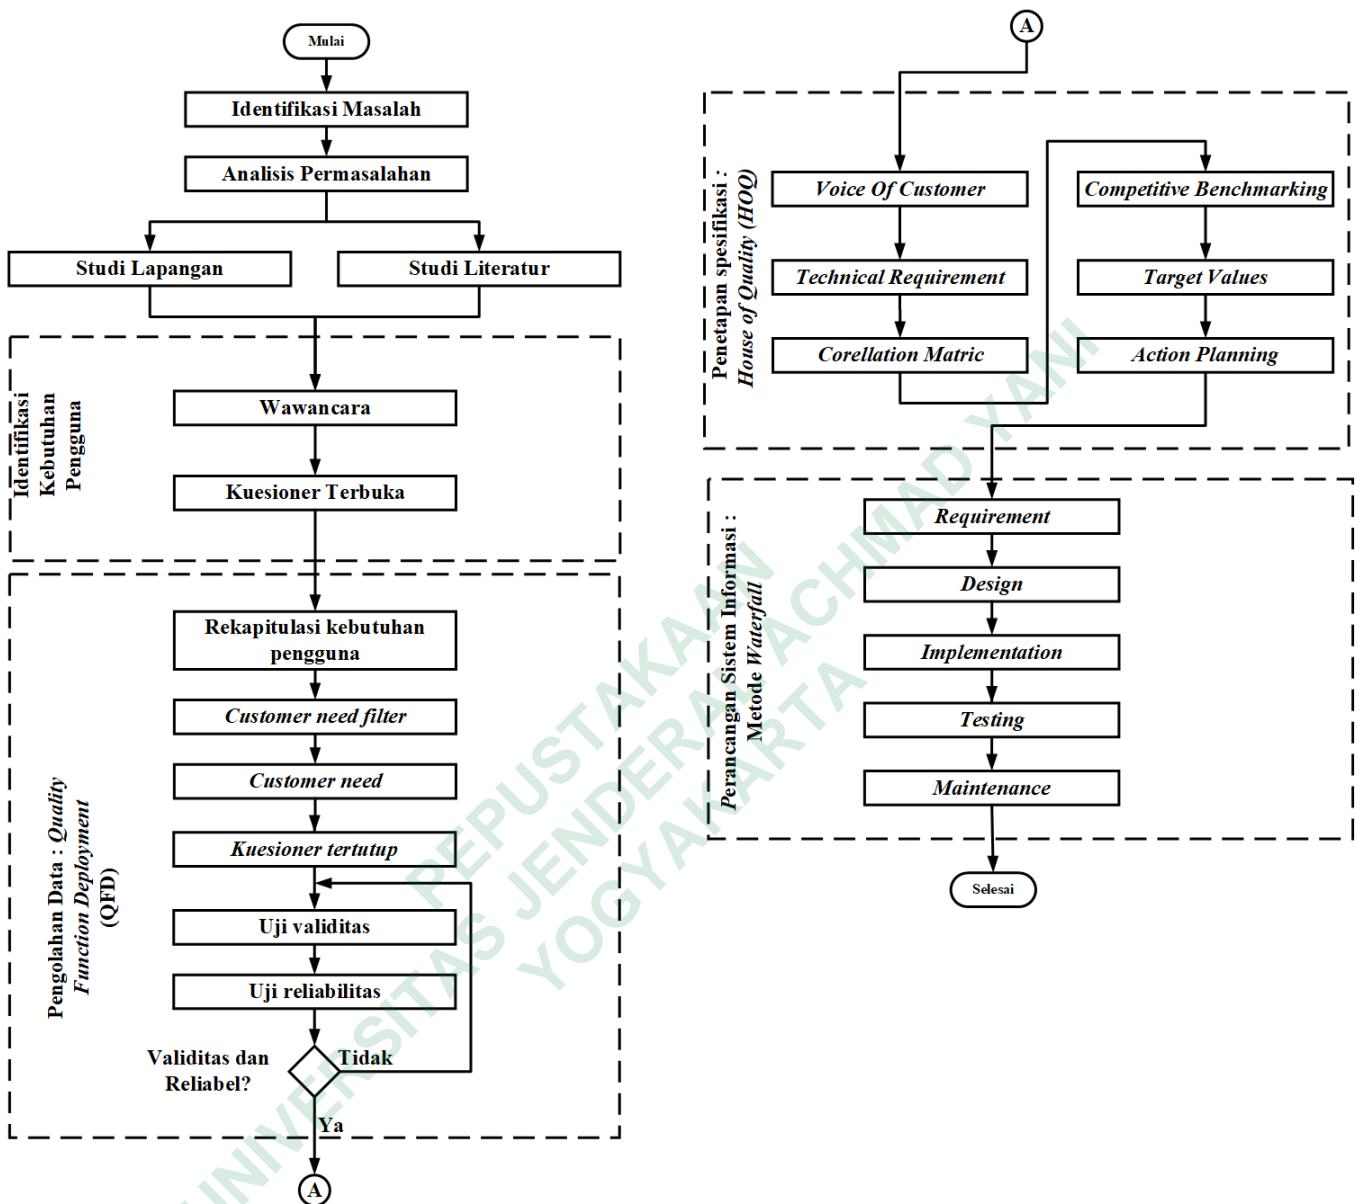 Mulai
Identifikasi Masalah
Analisis Permasalahan
Studi Lapangan
Studi Literatur
Identifikasi
Kebutuhan
Pengguna
Wawancara
Kuesioner Terbuka
Pengolahan Data : Quality
Function Deployment
(QFD)
Rekapitulasi kebutuhan
pengguna
Customer need filter
Customer need
Kuesioner tertutup
Uji validitas
Uji reliabilitas
Validitas dan
Reliabel?
Tidak
Ya
A
A
Penetapan spesifikasi :
House of Quality (HOQ)
Voice Of Customer
Technical Requirement
Corellation Matric
Competitive Benchmarking
Target Values
Action Planning
Perancangan Sistem Informasi :
Metode Waterfall
Requirement
Design
Implementation
Testing
Maintenance
Selesai
PEPUSTAKAAN
UNIVERSITAS JENDERAL ACHMAD YANI
YOGYAKARTA